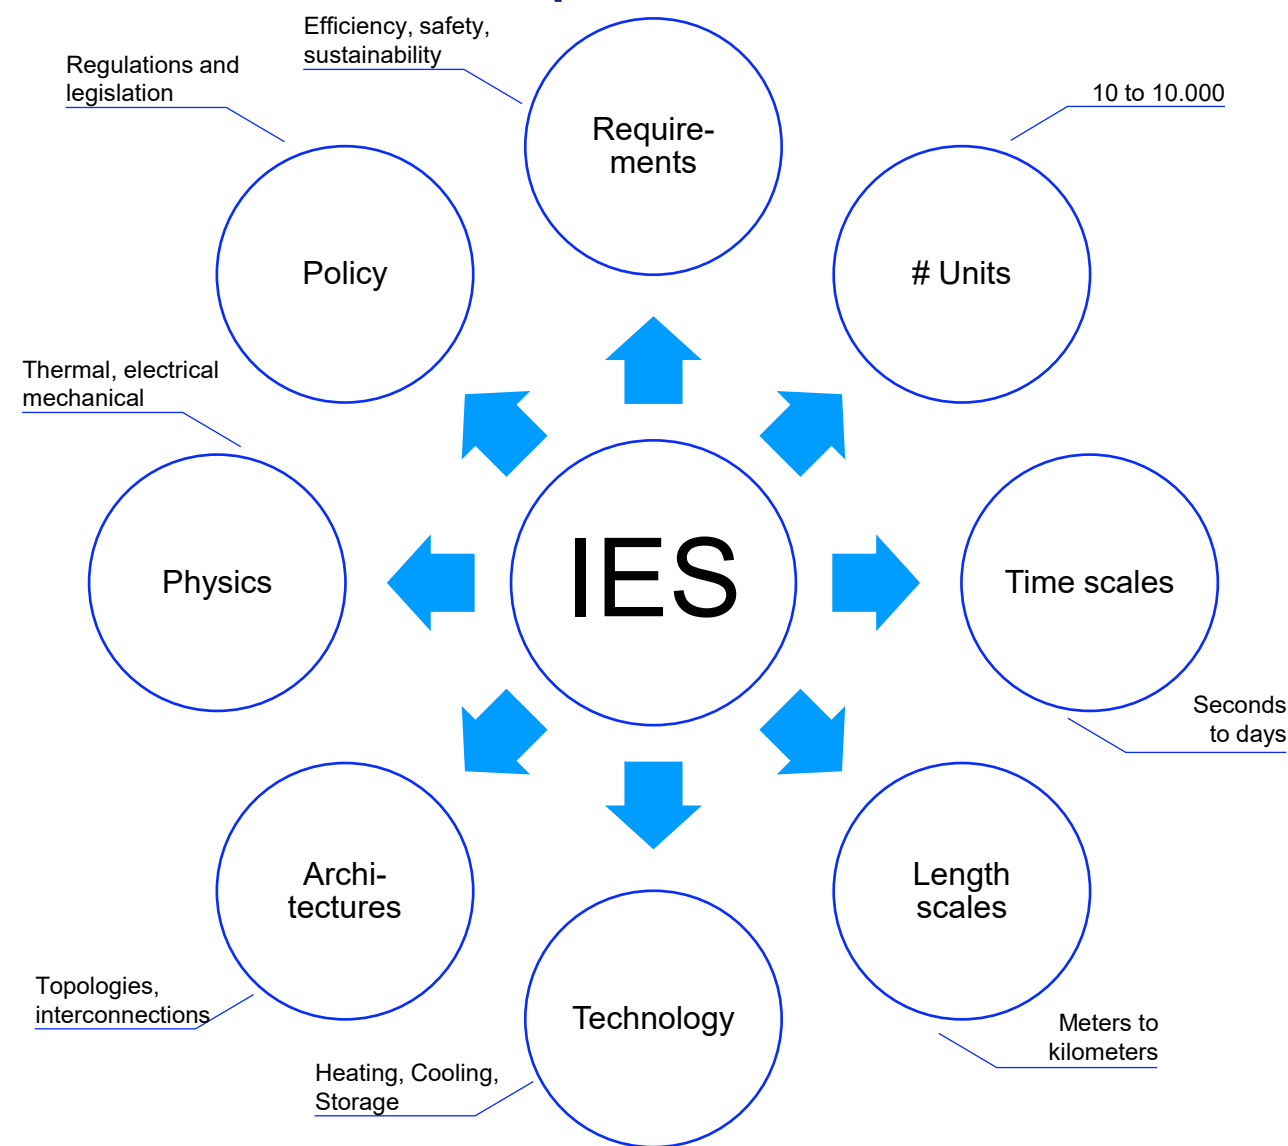 Efficiency, safety,
sustainability
Regulations and
legislation
10 to 10.000
Require-
ments
Policy
# Units
Thermal, electrical
mechanical
Physics
IES
Time scales
Seconds
to days
Archi-
tectures
Length
scales
Topologies,
interconnections
Technology
Meters to
kilometers
Heating, Cooling,
Storage